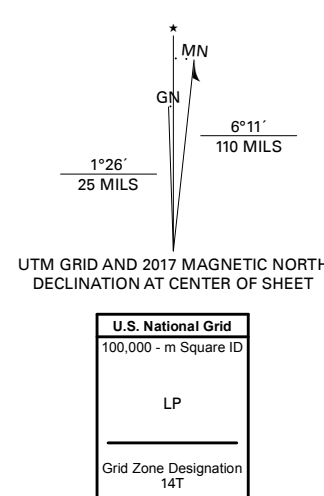 ★
MN
GN
6°11´
110 MILS
1°26´
25 MILS
UTM GRID AND 2017 MAGNETIC NORTH
DECLINATION AT CENTER OF SHEET
U.S. National Grid
100,000 - m Square ID
LP
Grid Zone Designation
14T